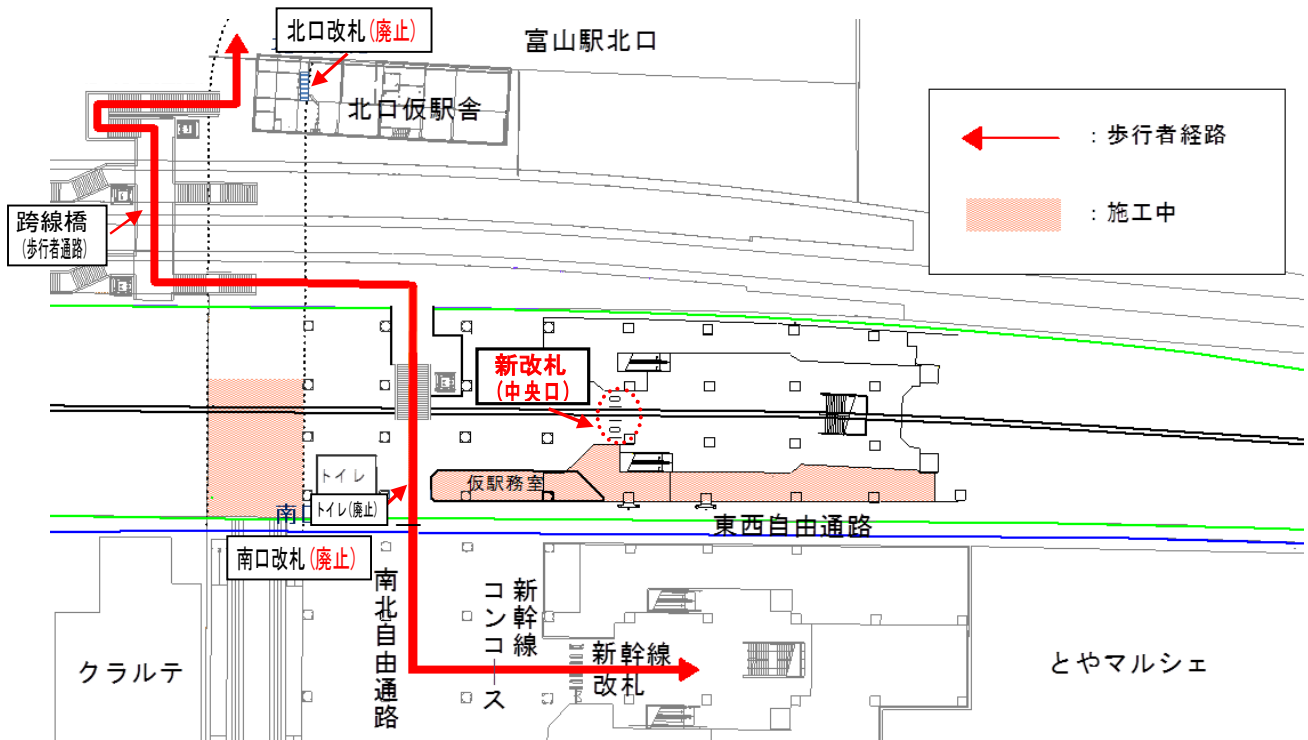 北口改札(廃止)
富山駅北口
北口仮駅舎
:歩行者経路
:施工中
跨線橋
(歩行者通路)
新改札
(中央口)
トイレ
仮駅務室
トイレ(廃止)
南口
東西自由通路
南口改札(廃止)
南北自由通路
新幹線
コンコース
新幹線
改札
クラルテ
とやマルシェ